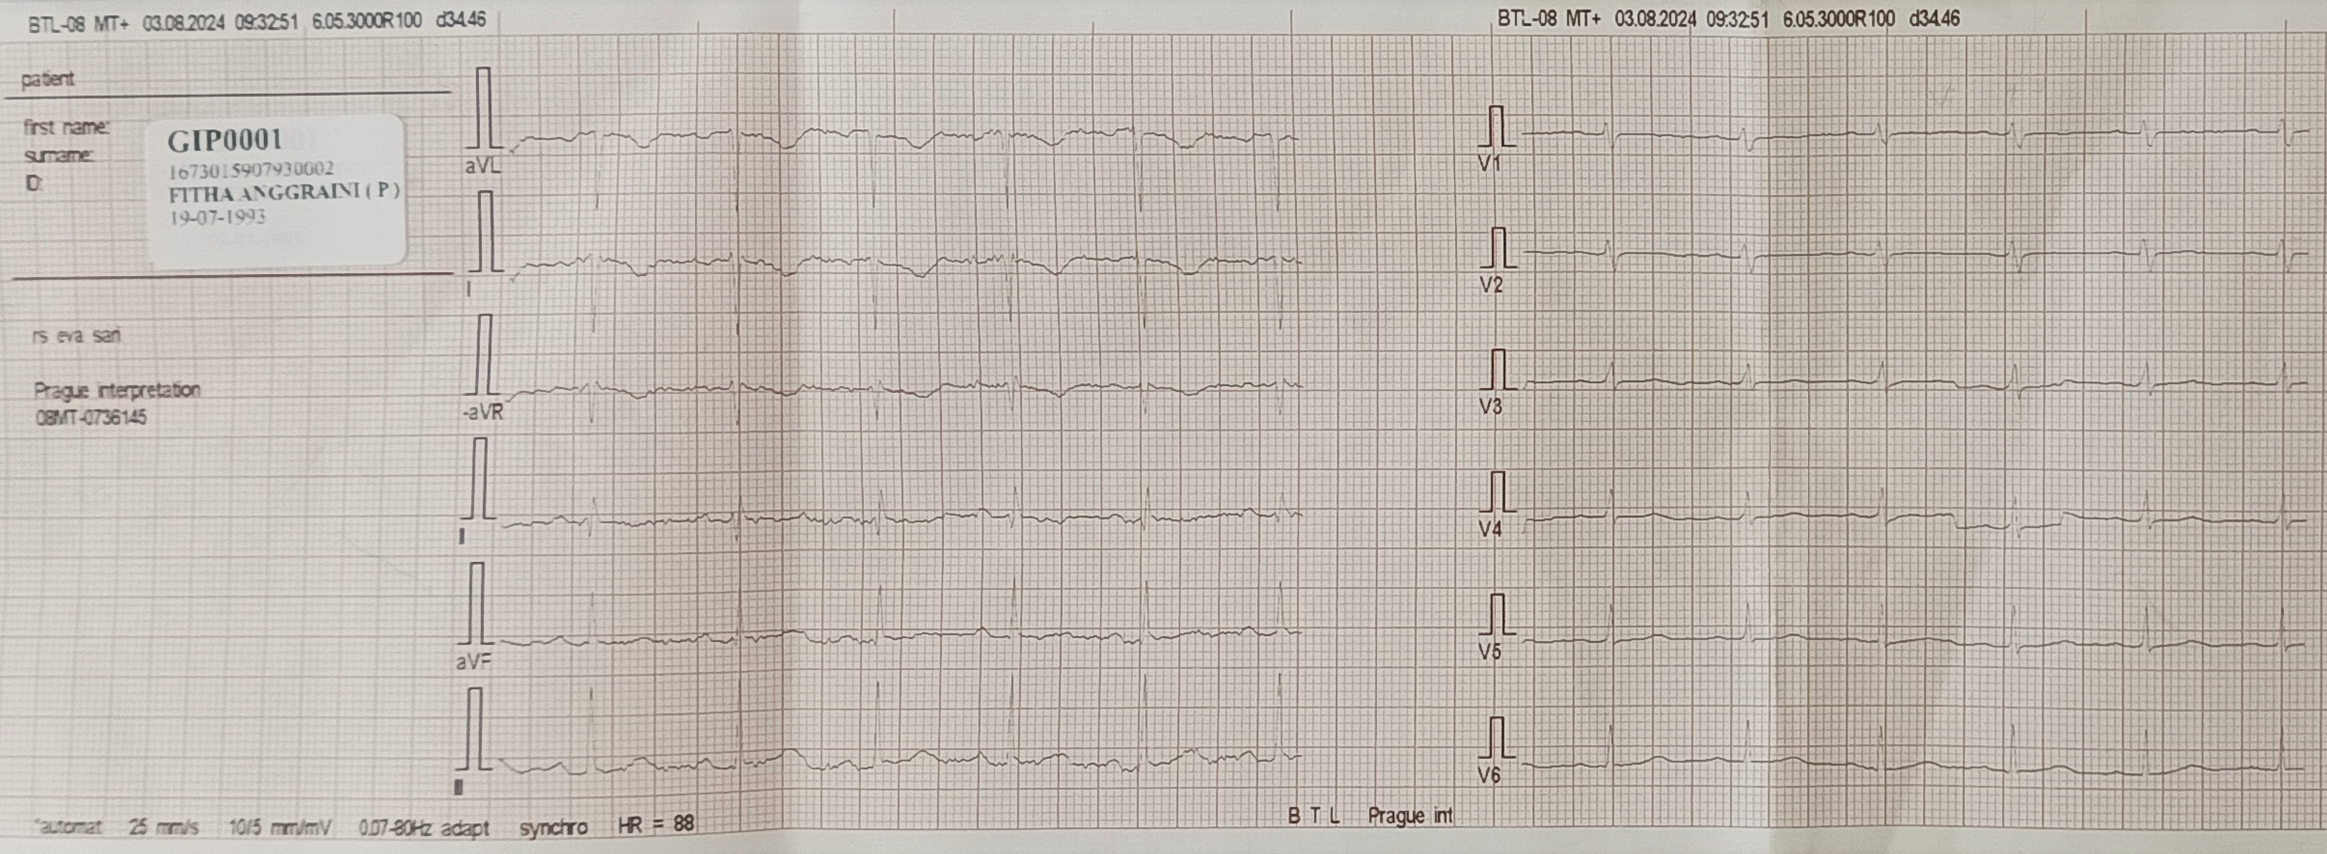 BTL-08 MT+ 03.08.2024 09:32:51 6.05.3000R100 d34.46
patient
first name:
surname:
ID:
GIP0001
1673015907930002
FITHA ANGGRAINI ( P )
19-07-1993
rs eva sari
Prague interpretation
08MT-0736145
aVL
I
-aVR
II
aVF
III
*automat 25 mm/s 10/5 mm/mV 0.07-80Hz adapt synchro HR = 88
BTL-08 MT+ 03.08.2024 09:32:51 6.05.3000R100 d34.46
V1
V2
V3
V4
V5
V6
B T L Prague int